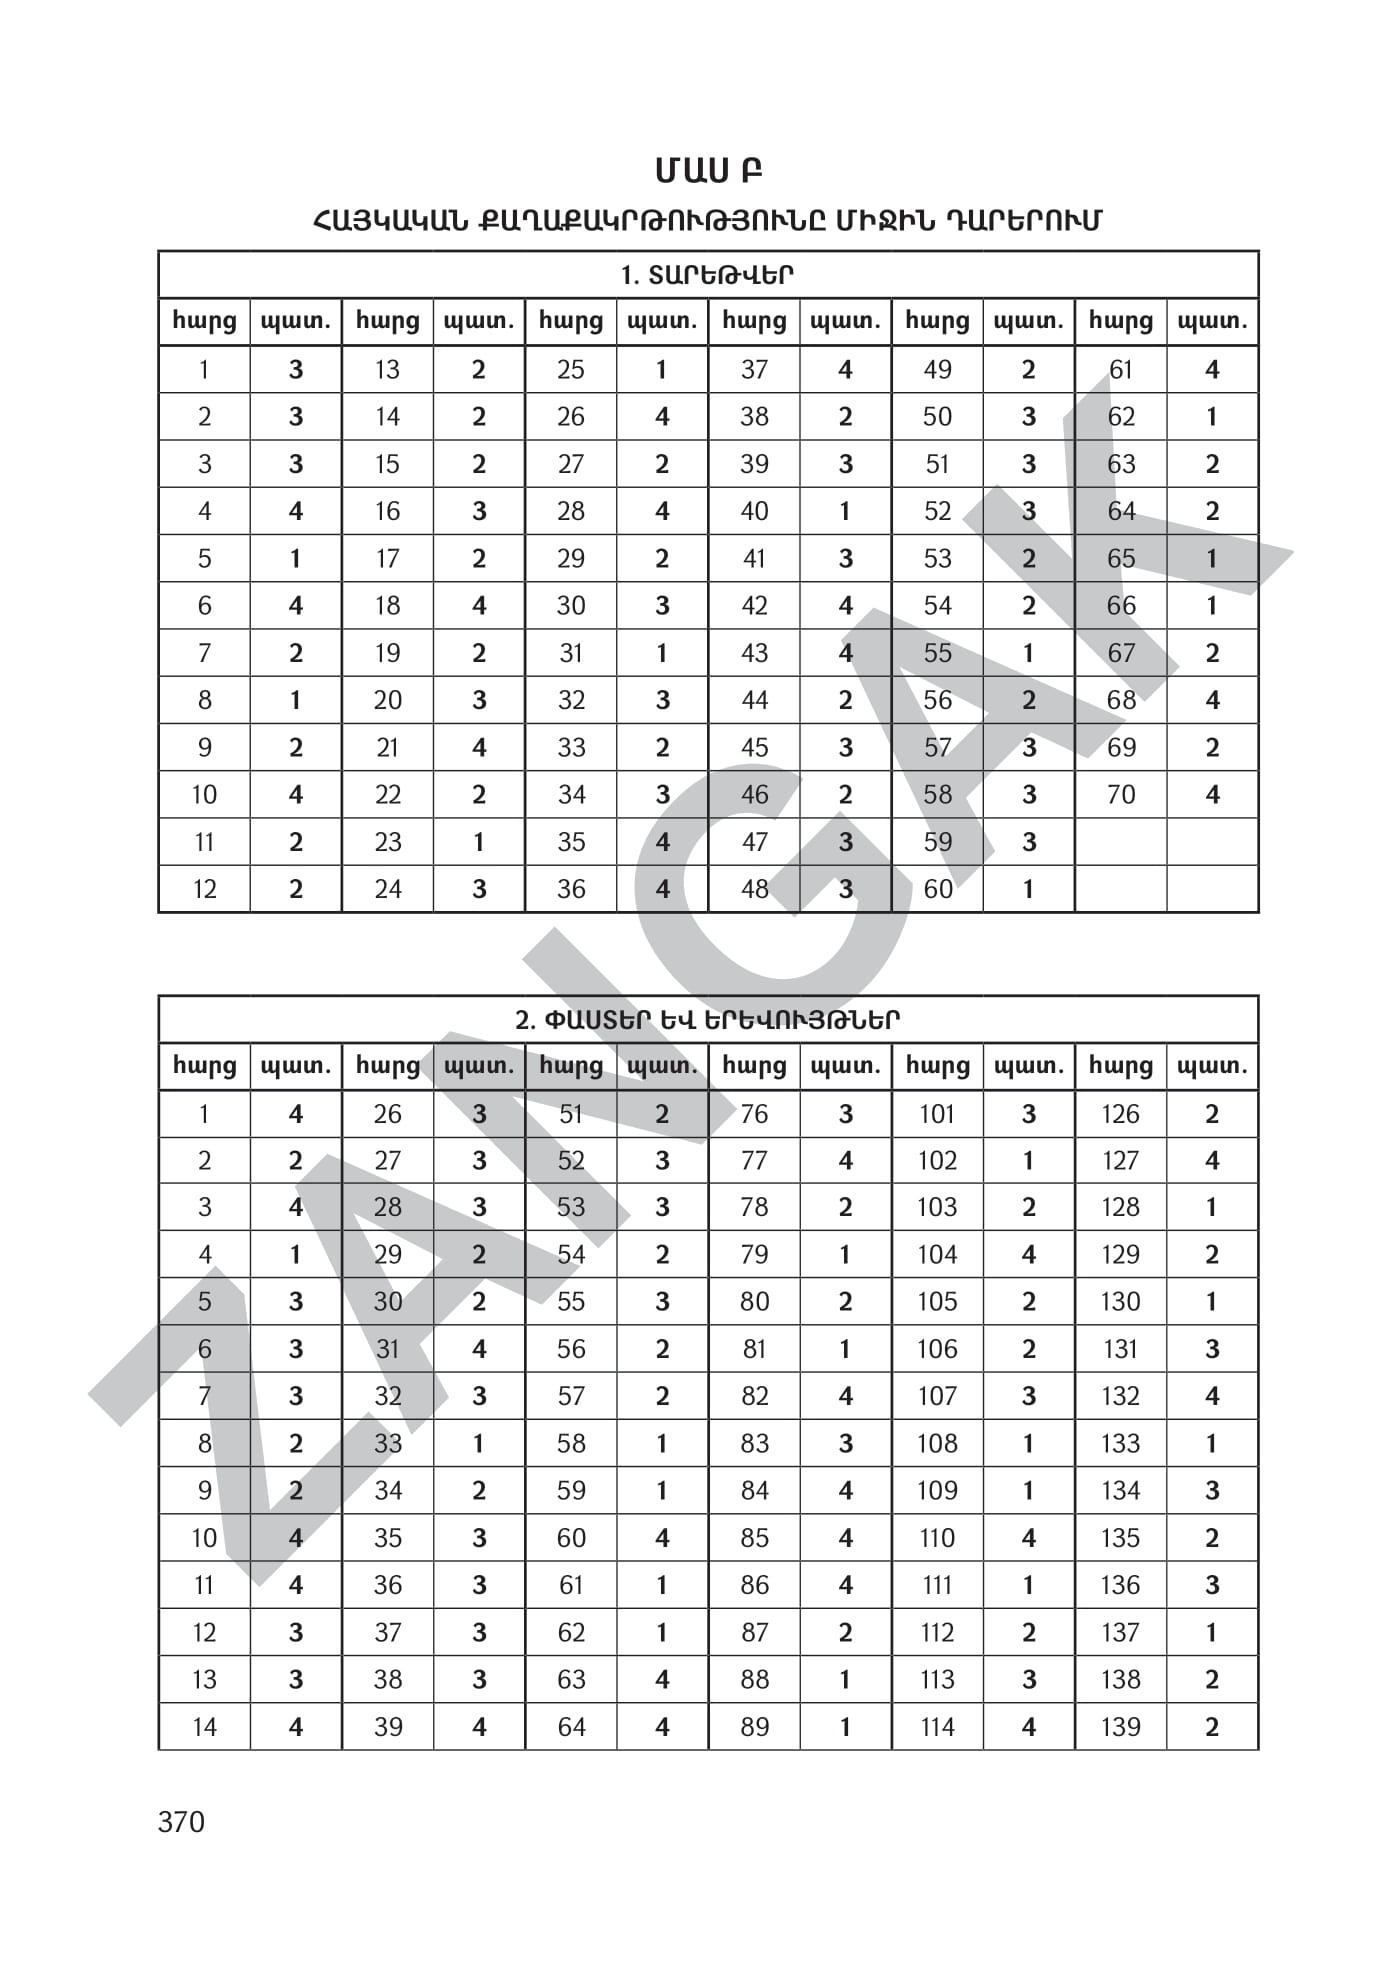 ՄԱՍ Բ
ՀԱՅԿԱԿԱՆ ՔԱՂԱՔԱԿՐԹՈՒԹՅՈՒՆԸ ՄԻՋԻՆ ԴԱՐԵՐՈՒՄ
1. ՏԱՐԵԹՎԵՐ
հարց պատ. հարց պատ. հարց պատ. հարց պատ. հարց պատ. հարց պատ.
1 3 13 2 25 1 37 4 49 2 61 4
2 3 14 2 26 4 38 2 50 3 62 1
3 3 15 2 27 2 39 3 51 3 63 2
4 4 16 3 28 4 40 1 52 3 64 2
5 1 17 2 29 2 41 3 53 2 65 1
6 4 18 4 30 3 42 4 54 2 66 1
7 2 19 2 31 1 43 4 55 1 67 2
8 1 20 3 32 3 44 2 56 2 68 4
9 2 21 4 33 2 45 3 57 3 69 2
10 4 22 2 34 3 46 2 58 3 70 4
11 2 23 1 35 4 47 3 59 3
12 2 24 3 36 4 48 3 60 1
2. ՓԱՍՏԵՐ ԵՎ ԵՐԵՎՈՒՅԹՆԵՐ
հարց պատ. հարց պատ. հարց պատ. հարց պատ. հարց պատ. հարց պատ.
1 4 26 3 51 2 76 3 101 3 126 2
2 2 27 3 52 3 77 4 102 1 127 4
3 4 28 3 53 3 78 2 103 2 128 1
4 1 29 2 54 2 79 1 104 4 129 2
5 3 30 2 55 3 80 2 105 2 130 1
6 3 31 4 56 2 81 1 106 2 131 3
7 3 32 3 57 2 82 4 107 3 132 4
8 2 33 1 58 1 83 3 108 1 133 1
9 2 34 2 59 1 84 4 109 1 134 3
10 4 35 3 60 4 85 4 110 4 135 2
11 4 36 3 61 1 86 4 111 1 136 3
12 3 37 3 62 1 87 2 112 2 137 1
13 3 38 3 63 4 88 1 113 3 138 2
14 4 39 4 64 4 89 1 114 4 139 2
370
ZANGAK